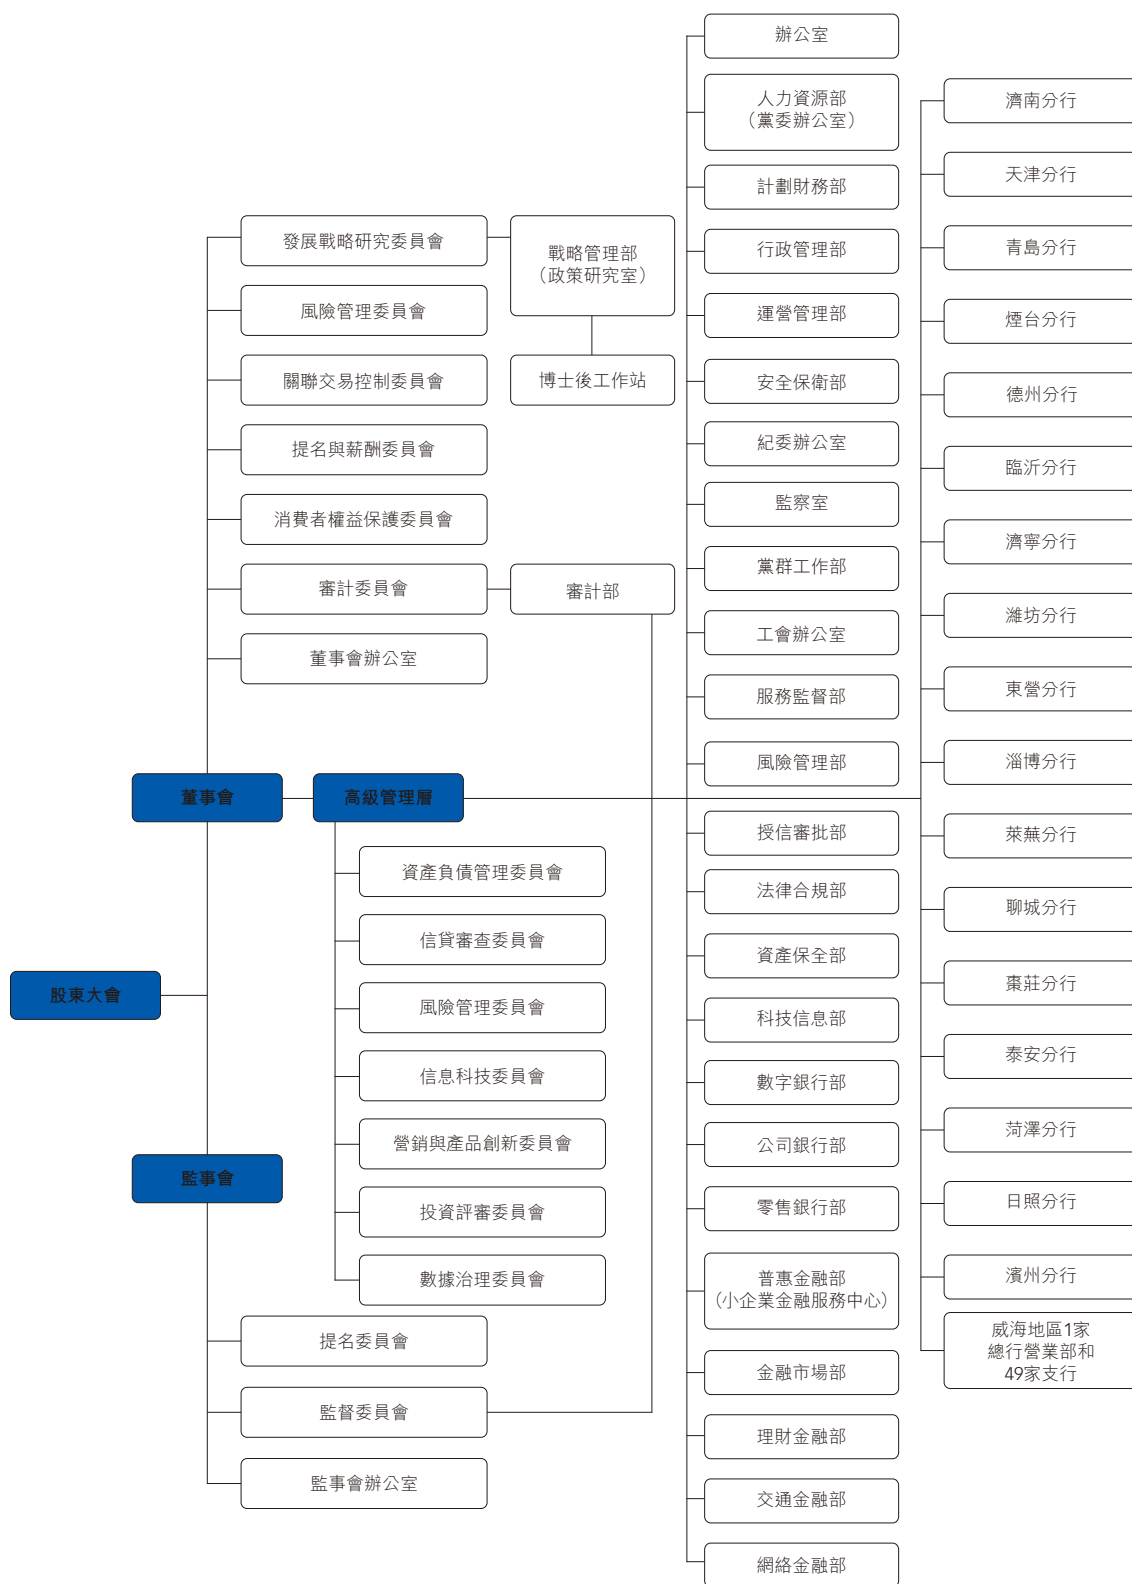 股東大會
董事會
監事會
高級管理層
發展戰略研究委員會
風險管理委員會
關聯交易控制委員會
提名與薪酬委員會
消費者權益保護委員會
審計委員會
董事會辦公室
戰略管理部
（政策研究室）
博士後工作站
審計部
資產負債管理委員會
信貸審查委員會
風險管理委員會
信息科技委員會
營銷與產品創新委員會
投資評審委員會
數據治理委員會
提名委員會
監督委員會
監事會辦公室
辦公室
人力資源部
（黨委辦公室）
計劃財務部
行政管理部
運營管理部
安全保衛部
紀委辦公室
監察室
黨群工作部
工會辦公室
服務監督部
風險管理部
授信審批部
法律合規部
資產保全部
科技信息部
數字銀行部
公司銀行部
零售銀行部
普惠金融部
（小企業金融服務中心）
金融市場部
理財金融部
交通金融部
網絡金融部
濟南分行
天津分行
青島分行
煙台分行
德州分行
臨沂分行
濟寧分行
濰坊分行
東營分行
淄博分行
萊蕪分行
聊城分行
棗莊分行
泰安分行
菏澤分行
日照分行
濱州分行
威海地區1家
總行營業部和
49家支行